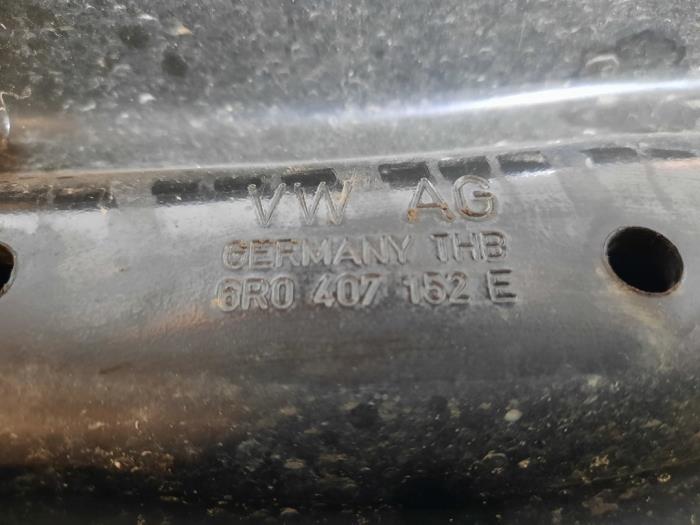 VW AG
GERMANY THB
6R0 407 152 E